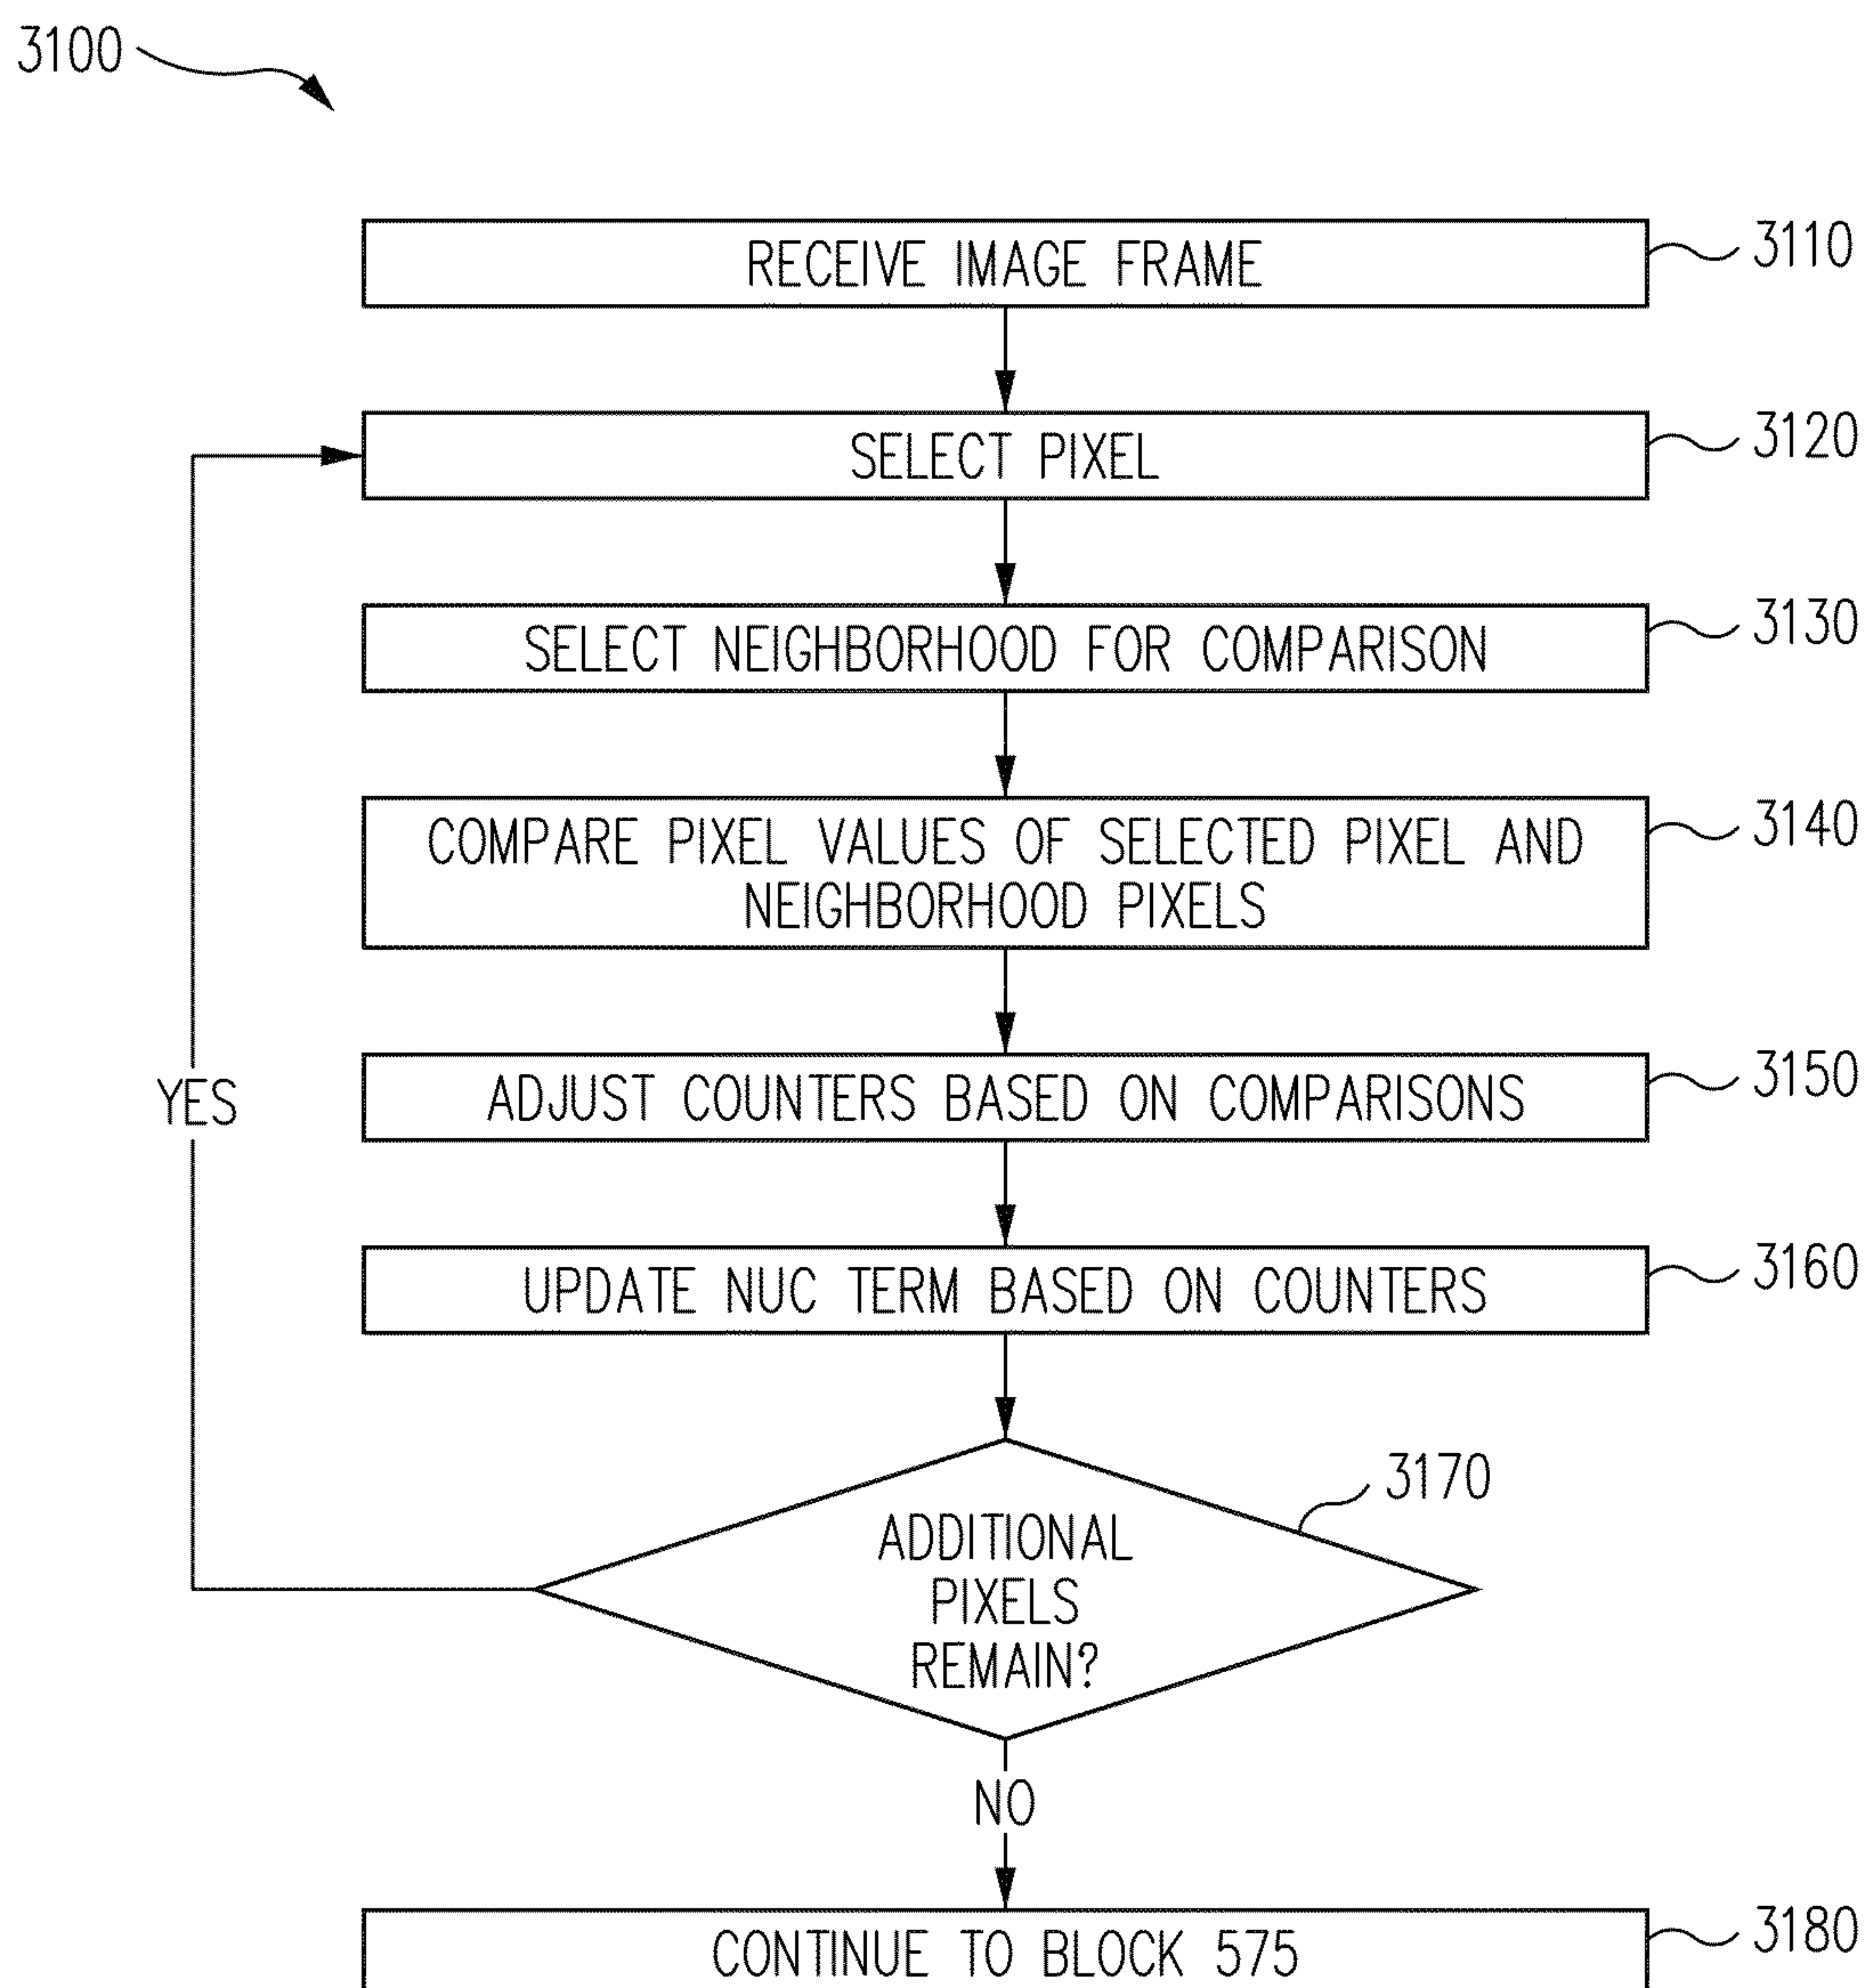 3100
RECEIVE IMAGE FRAME
3110
SELECT PIXEL
3120
SELECT NEIGHBORHOOD FOR COMPARISON
3130
COMPARE PIXEL VALUES OF SELECTED PIXEL AND
NEIGHBORHOOD PIXELS
3140
ADJUST COUNTERS BASED ON COMPARISONS
3150
YES
UPDATE NUC TERM BASED ON COUNTERS
3160
3170
ADDITIONAL
PIXELS
REMAIN?
NO
CONTINUE TO BLOCK 575
3180